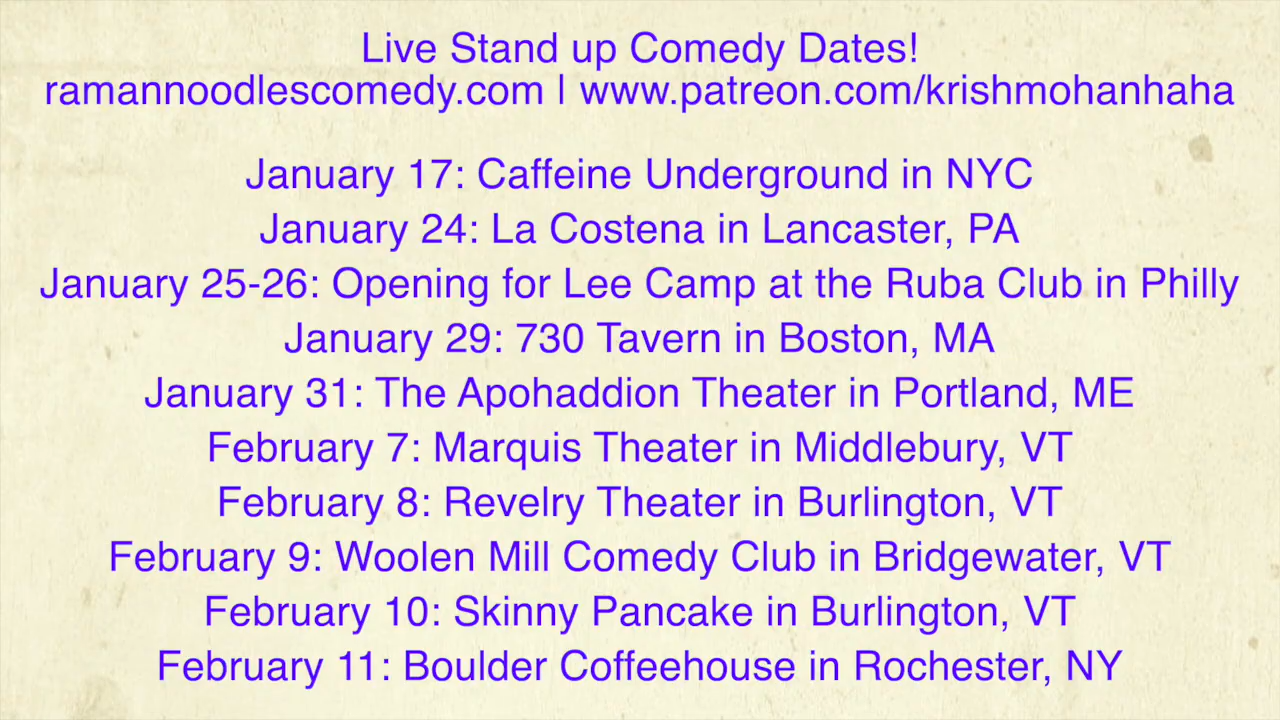 Live Stand up Comedy Dates!
ramannoodlescomedy.com | www.patreon.com/krishmohanhaha
January 17: Caffeine Underground in NYC
January 24: La Costena in Lancaster, PA
January 25-26: Opening for Lee Camp at the Ruba Club in Philly
January 29: 730 Tavern in Boston, MA
January 31: The Apohaddion Theater in Portland, ME
February 7: Marquis Theater in Middlebury, VT
February 8: Revelry Theater in Burlington, VT
February 9: Woolen Mill Comedy Club in Bridgewater, VT
February 10: Skinny Pancake in Burlington, VT
February 11: Boulder Coffeehouse in Rochester, NY